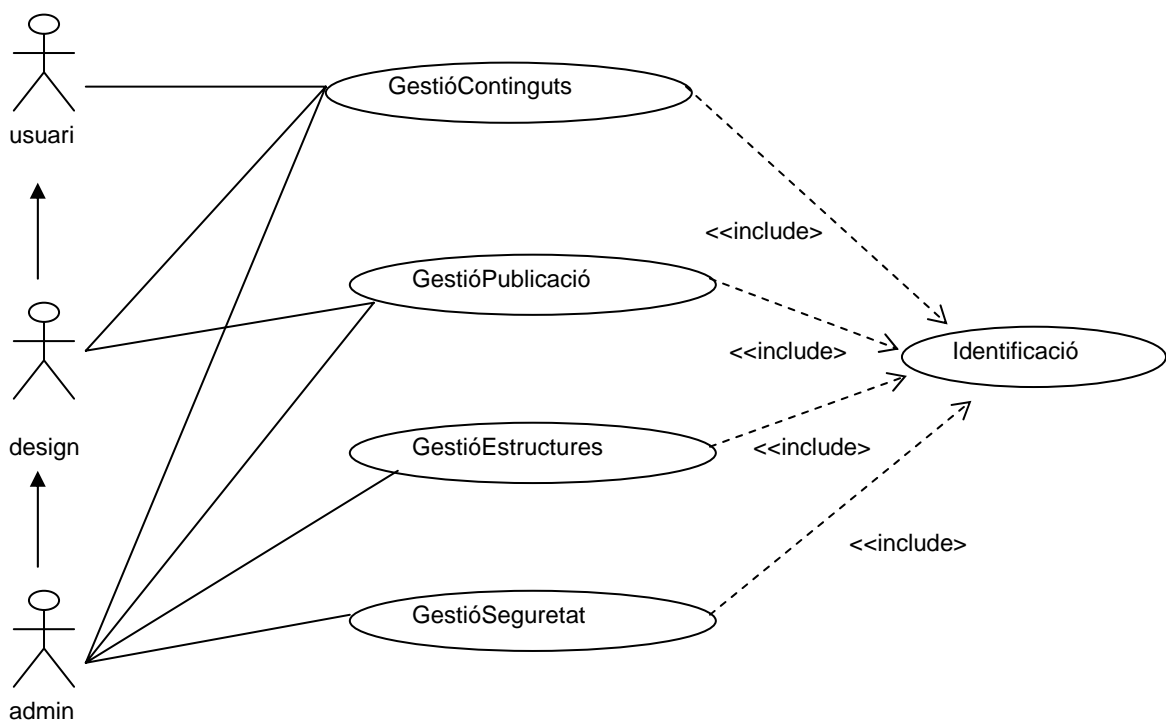 GestióContinguts
usuari
<<include>
GestióPublicació
<<include>
Identificació
design
GestióEstructures
<<include>
<<include>
GestióSeguretat
admin